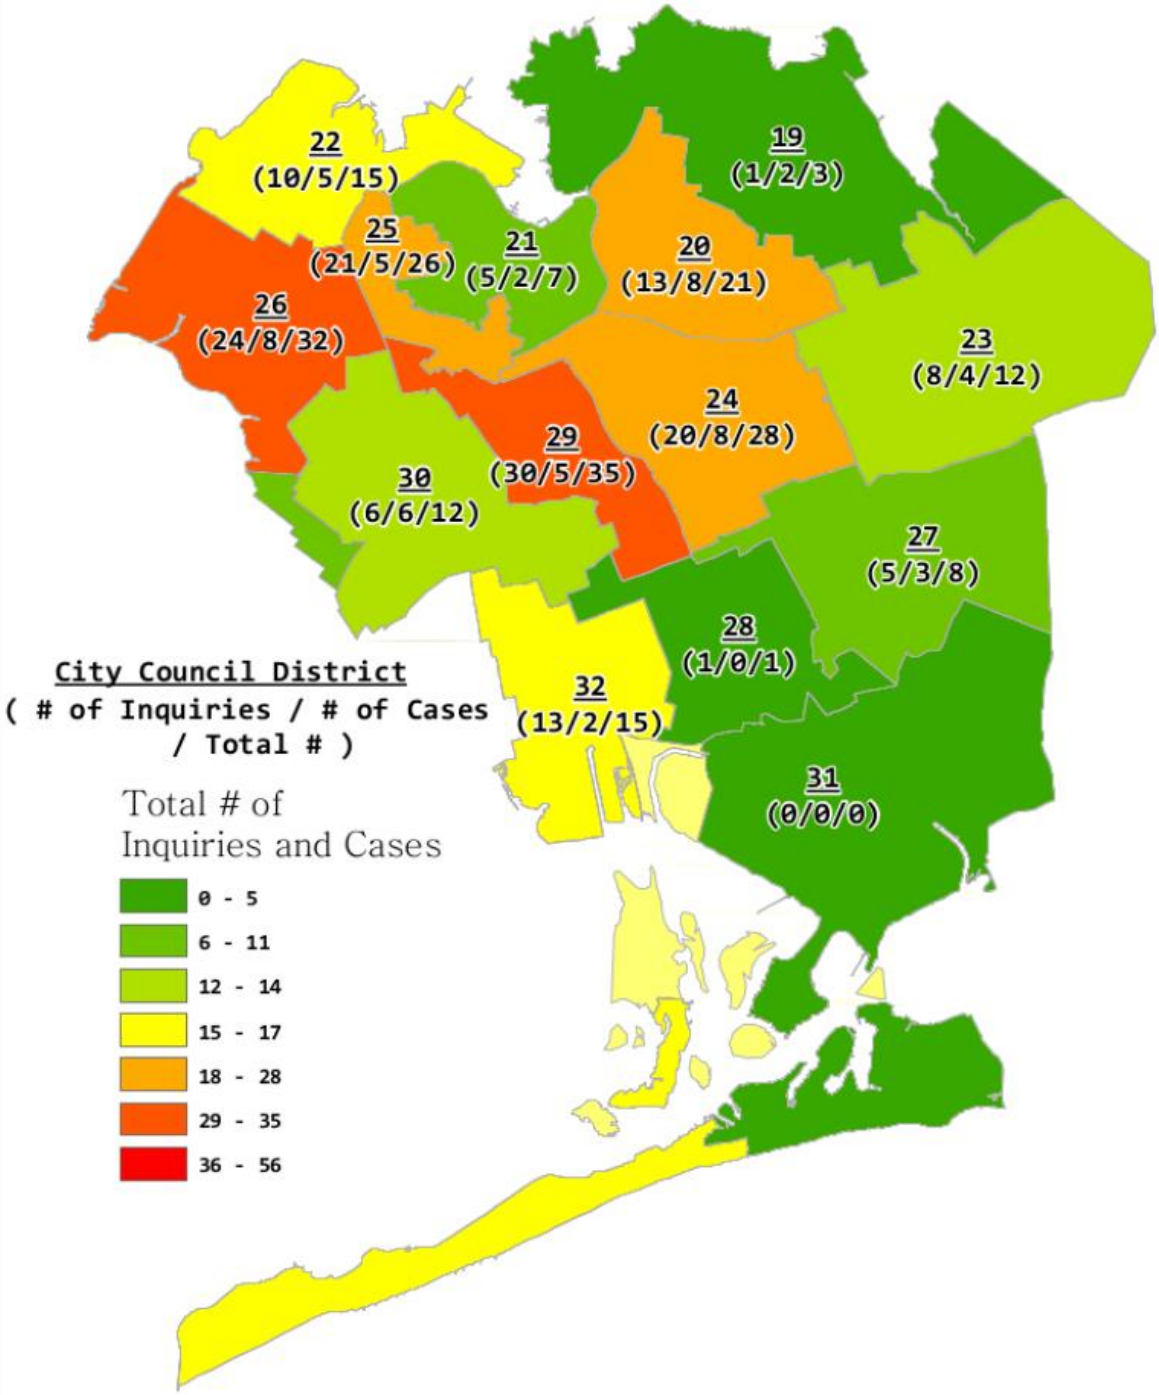 22
(10/5/15)
19
(1/2/3)
25
(21/5/26)
21
(5/2/7)
20
(13/8/21)
26
(24/8/32)
23
(8/4/12)
24
(20/8/28)
29
(30/5/35)
30
(6/6/12)
27
(5/3/8)
28
(1/0/1)
32
(13/2/15)
31
(0/0/0)
City Council District
( # of Inquiries / # of Cases
/ Total # )
Total # of
Inquiries and Cases
0 - 5
6 - 11
12 - 14
15 - 17
18 - 28
29 - 35
36 - 56